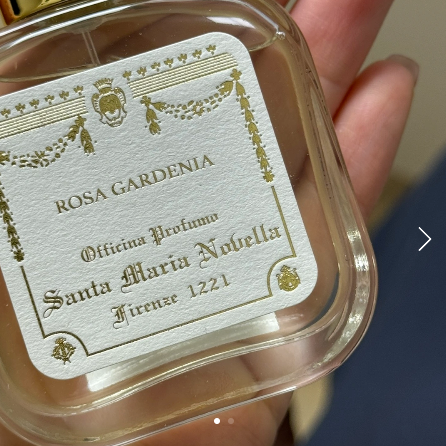 ROSA GARDENIA
Officina Profumo
Santa Maria Novella
Firenze 1221